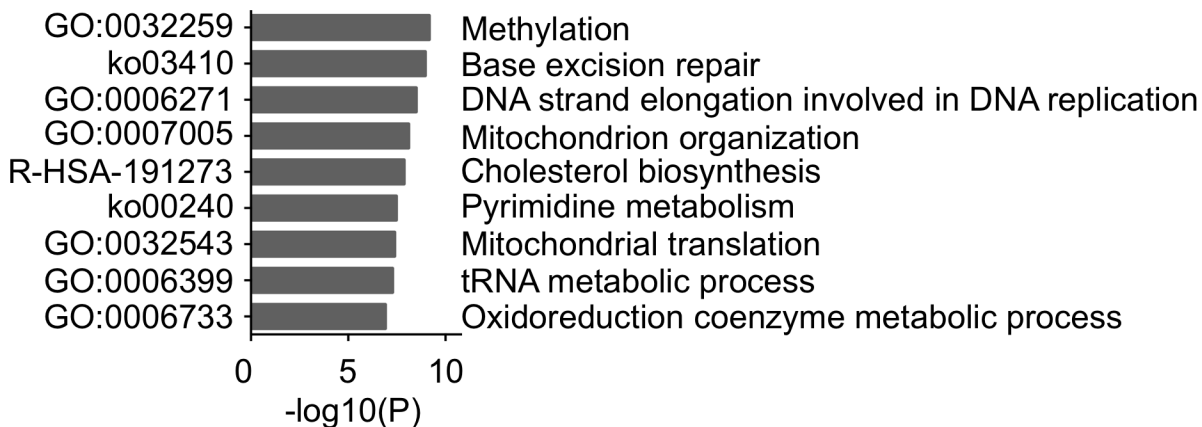 GO:0032259 Methylation
ko03410 Base excision repair
GO:0006271 DNA strand elongation involved in DNA replication
GO:0007005 Mitochondrion organization
R-HSA-191273 Cholesterol biosynthesis
ko00240 Pyrimidine metabolism
GO:0032543 Mitochondrial translation
GO:0006399 tRNA metabolic process
GO:0006733 Oxidoreduction coenzyme metabolic process
0 5 10
-log10(P)